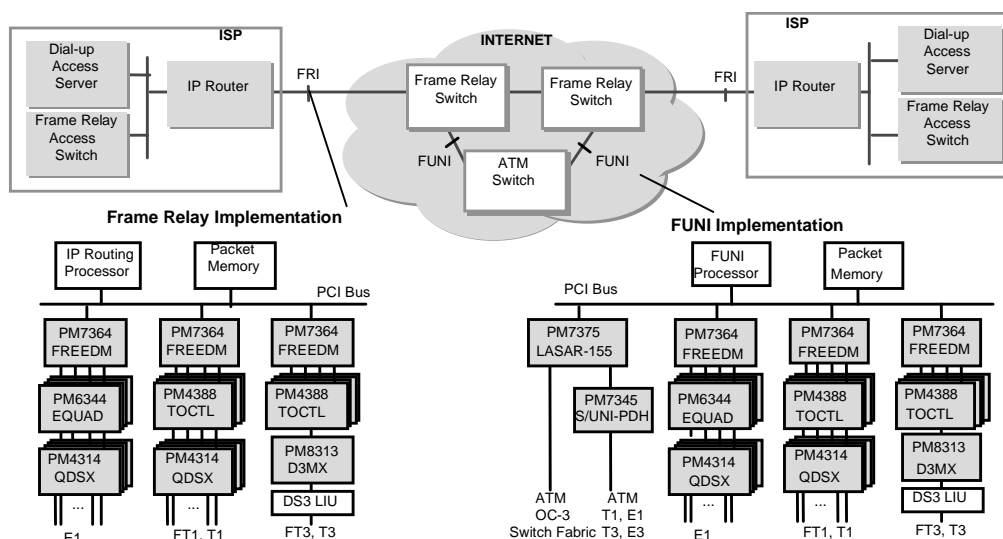 ISP
Dial-up
Access
Server
IP Router
Frame Relay
Access
Switch
FRI
INTERNET
Frame Relay
Switch
Frame Relay
Switch
FUNI
ATM
Switch
FUNI
FRI
ISP
IP Router
Dial-up
Access
Server
Frame Relay
Access
Switch
Frame Relay Implementation
IP Routing
Processor
Packet
Memory
PCI Bus
PM7364
FREEDM
PM7364
FREEDM
PM7364
FREEDM
PM6344
EQUAD
PM4388
TOCTL
PM4388
TOCTL
PM4314
QDSX
PM4314
QDSX
PM8313
D3MX
DS3 LIU
...
...
E1
FT1, T1
FT3, T3
FUNI Implementation
FUNI
Processor
Packet
Memory
PCI Bus
PM7375
LASAR-155
PM7364
FREEDM
PM7364
FREEDM
PM7364
FREEDM
PM7345
S/UNI-PDH
PM6344
EQUAD
PM4388
TOCTL
PM4388
TOCTL
PM4314
QDSX
PM4314
QDSX
PM8313
D3MX
DS3 LIU
...
...
ATM
OC-3
Switch Fabric
ATM
T1, E1
T3, E3
E1
FT1, T1
FT3, T3